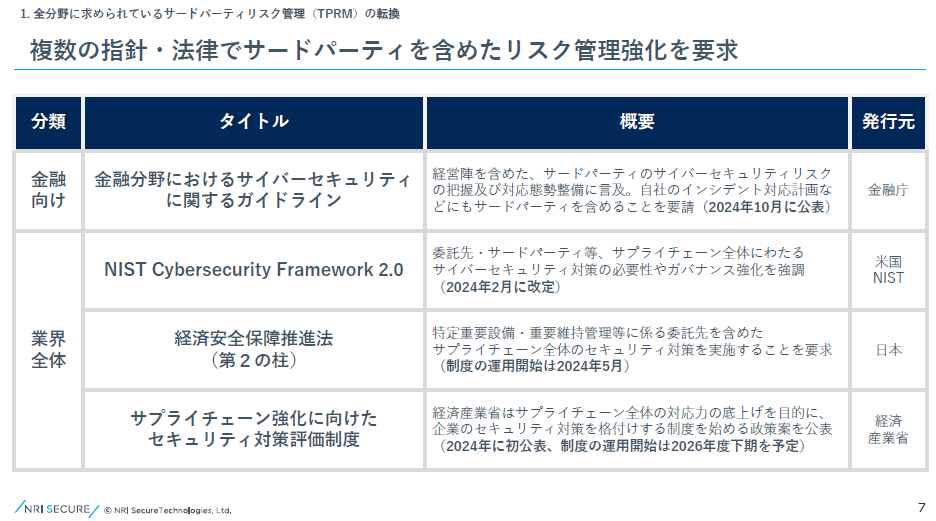 1. 全分野に求められているサードパーティリスク管理（TPRM）の転換
複数の指針・法律でサードパーティを含めたリスク管理強化を要求
分類
タイトル
概要
発行元
金融
向け
金融分野におけるサイバーセキュリティ
に関するガイドライン
経営陣を含めた、サードパーティのサイバーセキュリティリスク
の把握及び対応態勢整備に言及。自社のインシデント対応計画な
どにもサードパーティを含めることを要請（2024年10月に公表）
金融庁
業界
全体
NIST Cybersecurity Framework 2.0
委託先・サードパーティ等、サプライチェーン全体にわたる
サイバーセキュリティ対策の必要性やガバナンス強化を強調
（2024年2月に改定）
米国
NIST
経済安全保障推進法
（第２の柱）
特定重要設備・重要維持管理等に係る委託先を含めた
サプライチェーン全体のセキュリティ対策を実施することを要求
（制度の運用開始は2024年5月）
日本
サプライチェーン強化に向けた
セキュリティ対策評価制度
経済産業省はサプライチェーン全体の対応力の底上げを目的に、
企業のセキュリティ対策を格付けする制度を始める政策案を公表
（2024年に初公表、制度の運用開始は2026年度下期を予定）
経済
産業省
NRI SECURE
© NRI SecureTechnologies, Ltd.
7